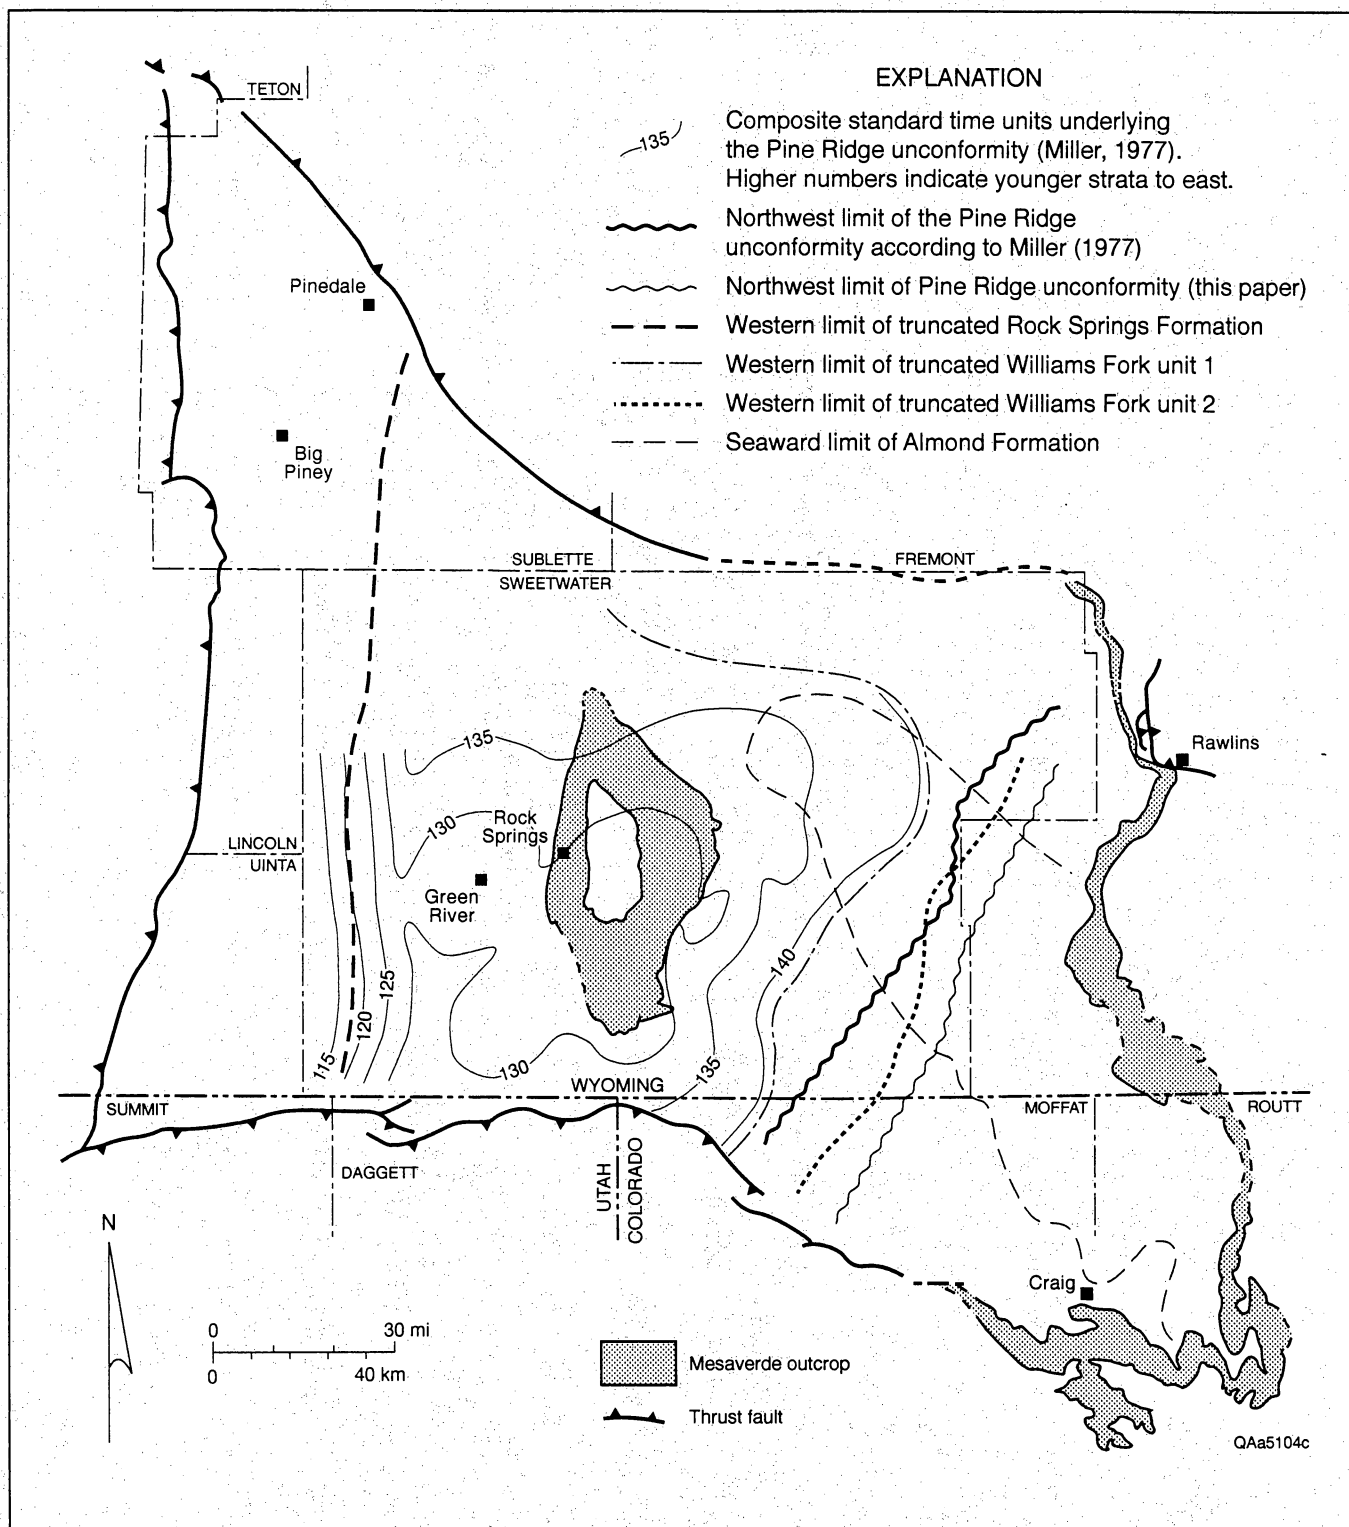 EXPLANATION
135
Composite standard time units underlying
the Pine Ridge unconformity (Miller, 1977).
Higher numbers indicate younger strata to east.
Northwest limit of the Pine Ridge
unconformity according to Miller (1977)
Northwest limit of Pine Ridge unconformity (this paper)
Western limit of truncated Rock Springs Formation
Western limit of truncated Williams Fork unit 1
Western limit of truncated Williams Fork unit 2
Seaward limit of Almond Formation
TETON
Pinedale
Big
Piney
SUBLETTE
SWEETWATER
FREMONT
Rawlins
135
130
Rock
Springs
LINCOLN
UINTA
Green
River
140
125
120
115
130
135
WYOMING
SUMMIT
MOFFAT
ROUTT
DAGGETT
UTAH
COLORADO
N
Craig
0
30 mi
0
40 km
Mesaverde outcrop
Thrust fault
QAa5104c